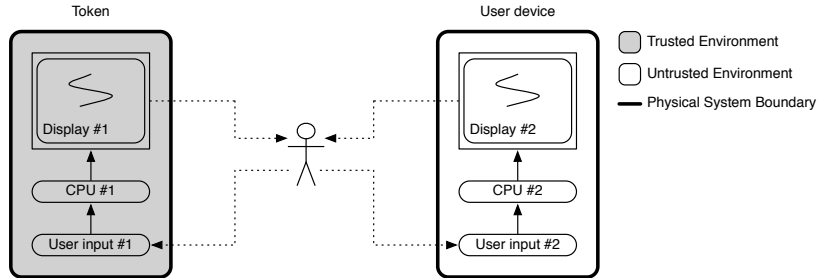 Token
User device
Display #1
CPU #1
User input #1
Display #2
CPU #2
User input #2
Trusted Environment
Untrusted Environment
Physical System Boundary